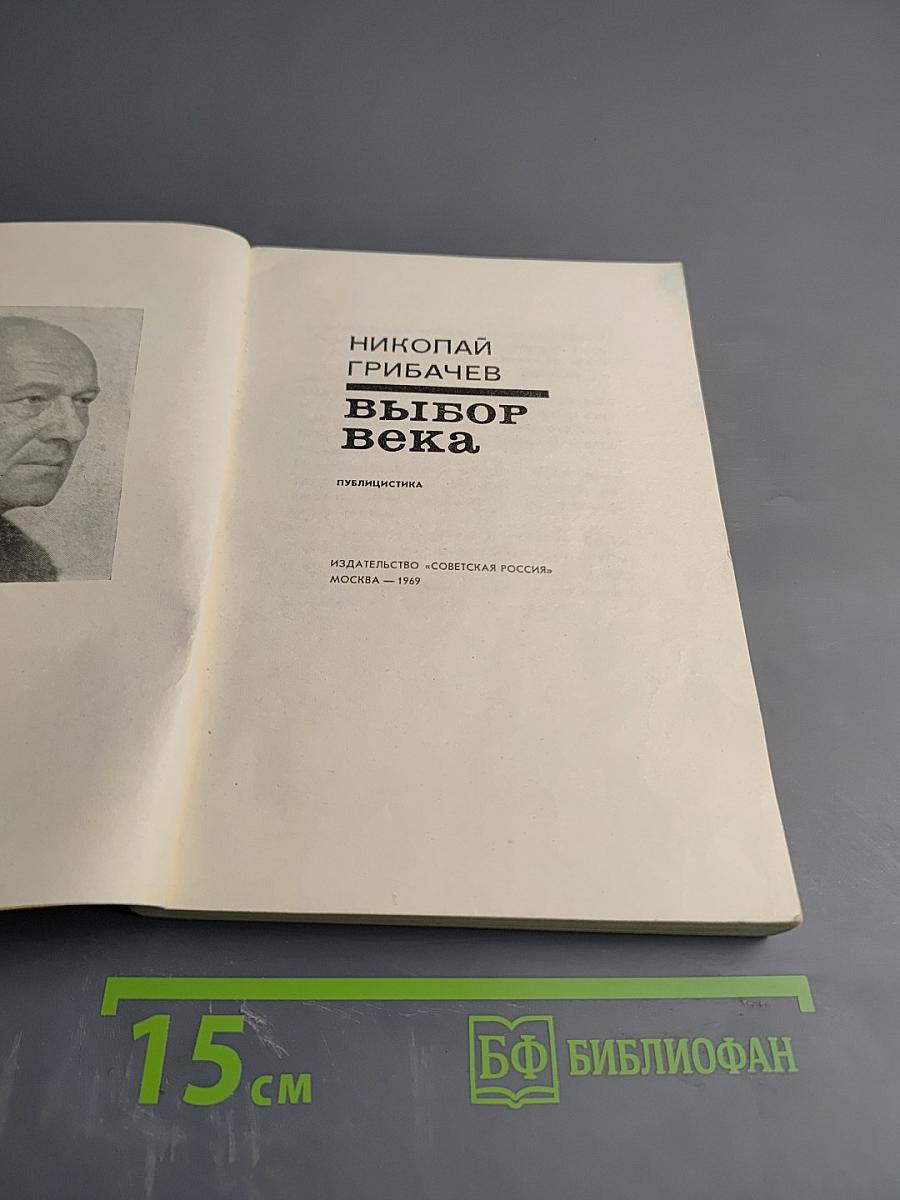 НИКОЛАЙ
ГРИБАЧЕВ
ВЫБОР
века
ПУБЛИЦИСТИКА
ИЗДАТЕЛЬСТВО «СОВЕТСКАЯ РОССИЯ»
МОСКВА — 1969
15 см
БФ БИБЛИОФАН